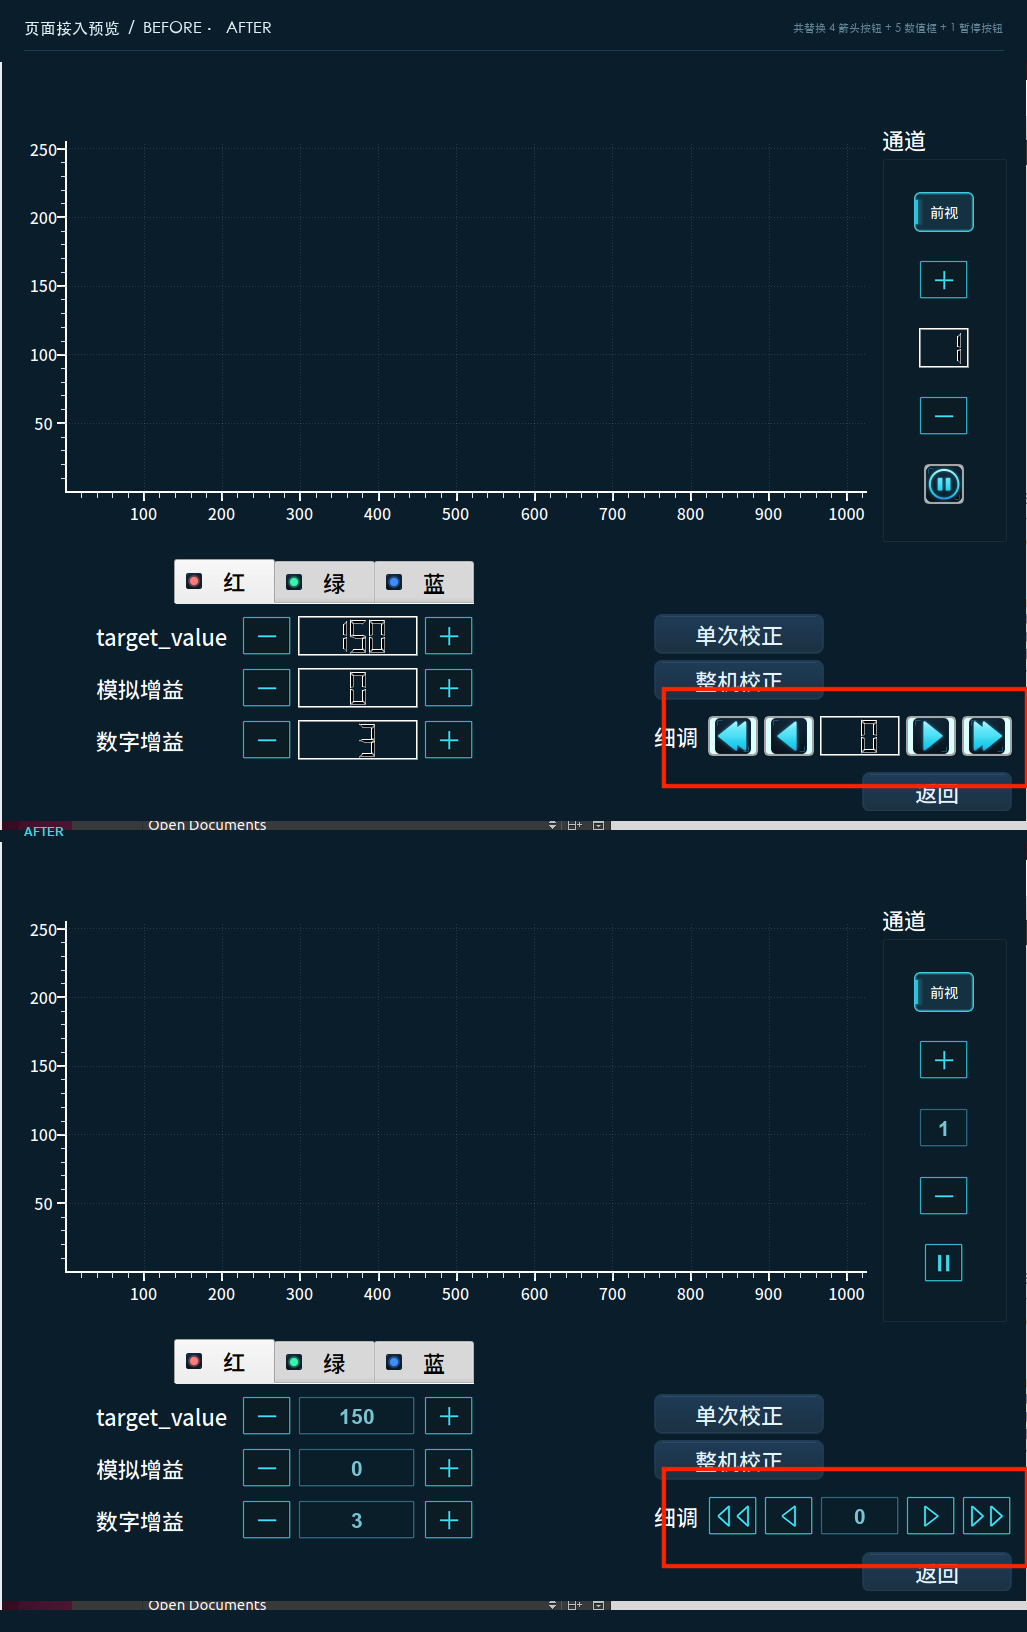 页面接入预览 / BEFORE · AFTER
共替换 4 箭头按钮 + 5 数值框 + 1 暂停按钮
通道
250
200
150
100
50
100 200 300 400 500 600 700 800 900 1000
前视
+
1
−
红 绿 蓝
target_value − 150 +
模拟增益 − 0 +
数字增益 − 3 +
单次校正
整机校正
细调 0
返回
Open Documents
AFTER
通道
250
200
150
100
50
100 200 300 400 500 600 700 800 900 1000
前视
+
1
−
红 绿 蓝
target_value − 150 +
模拟增益 − 0 +
数字增益 − 3 +
单次校正
整机校正
细调 0
返回
Open Documents